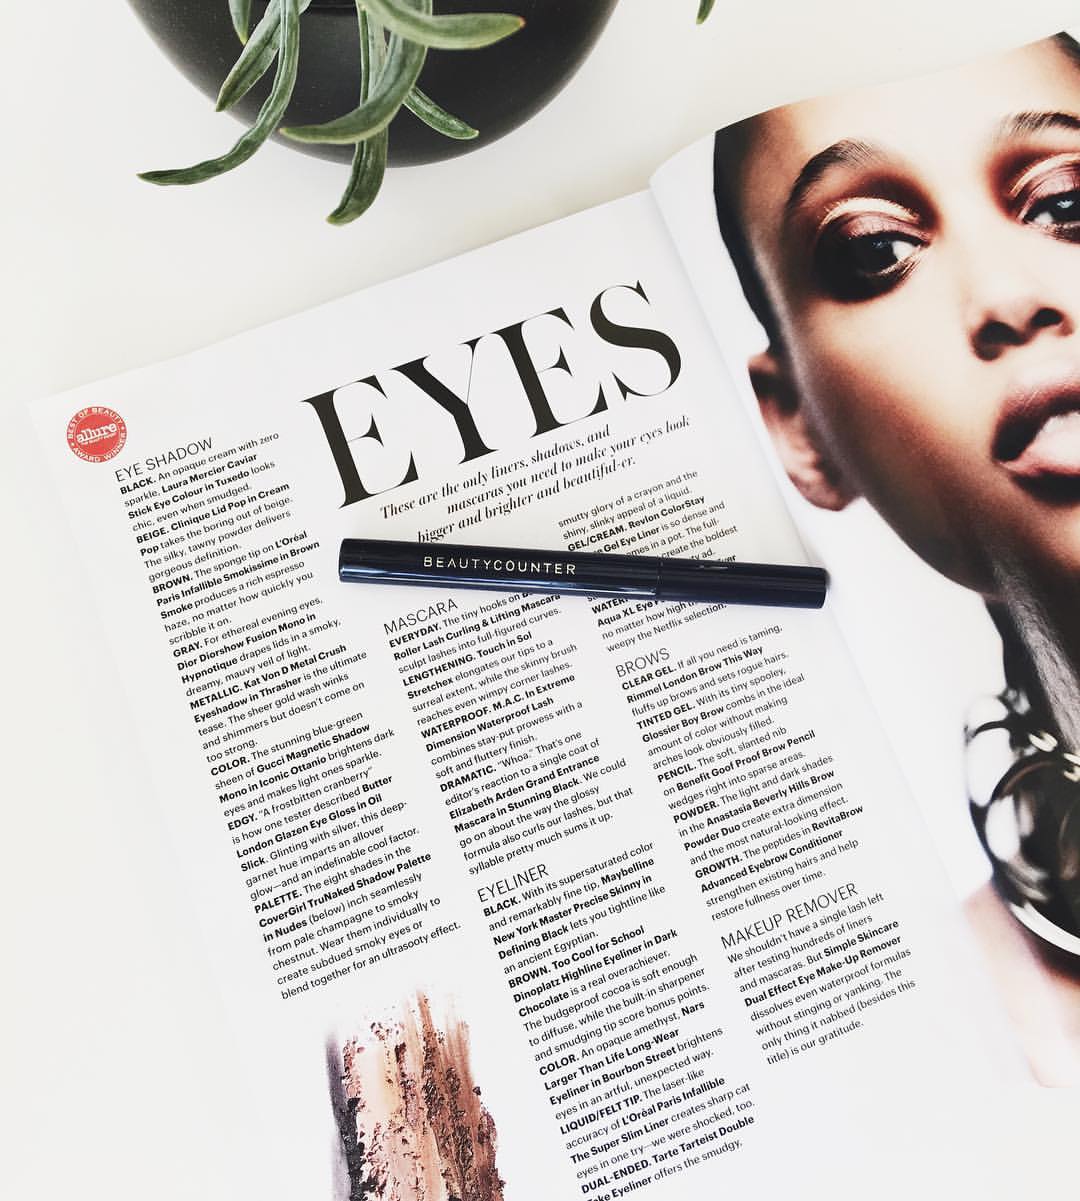 BEST OF BEAUTY
allure
AWARD WINNER
EYES
These are the only liners, shadows, and
mascaras you need to make your eyes look
bigger and brighter and beautiful-er.
EYE SHADOW
BLACK. An opaque cream with zero
sparkle, Laura Mercier Caviar
Stick Eye Colour in Tuxedo looks
chic, even when smudged.
BEIGE. Clinique Lid Pop in Cream
Pop takes the boring out of beige.
The silky, tawny powder delivers
gorgeous definition.
BROWN. The sponge tip on L'Oréal
Paris Infallible Smokissime in Brown
Smoke produces a rich espresso
haze, no matter how quickly you
scribble it on.
GRAY. For ethereal evening eyes,
Dior Diorshow Fusion Mono in
Hypnotique drapes lids in a smoky,
dreamy, mauvy veil of light.
METALLIC. Kat Von D Metal Crush
Eyeshadow in Thrasher is the ultimate
tease. The sheer gold wash winks
and shimmers but doesn't come on
too strong.
COLOR. The stunning blue-green
sheen of Gucci Magnetic Shadow
Mono in Iconic Ottanio brightens dark
eyes and makes light ones sparkle.
EDGY. "A frostbitten cranberry"
is how one tester described Butter
London Glazen Eye Gloss in Oil
Slick. Glinting with silver, this deep-
garnet hue imparts an allover
glow—and an indefinable cool factor.
PALETTE. The eight shades in the
CoverGirl TruNaked Shadow Palette
in Nudes (below) inch seamlessly
from pale champagne to smoky
chestnut. Wear them individually to
create subdued smoky eyes or
blend together for an ultrasooty effect.
BEAUTYCOUNTER
MASCARA
EVERYDAY. The tiny hooks on
Roller Lash Curling & Lifting Mascara
sculpt lashes into full-figured curves.
LENGTHENING. Touch in Sol
Stretchex elongates our tips to a
surreal extent, while the skinny brush
reaches even wimpy corner lashes.
WATERPROOF. M.A.C. In Extreme
Dimension Waterproof Lash
combines stay-put prowess with a
soft and fluttery finish.
DRAMATIC. "Whoa." That's one
editor's reaction to a single coat of
Elizabeth Arden Grand Entrance
Mascara in Stunning Black. We could
go on about the way the glossy
formula also curls our lashes, but that
syllable pretty much sums it up.
EYELINER
BLACK. With its supersaturated color
and remarkably fine tip, Maybelline
New York Master Precise Skinny in
Defining Black lets you tightline like
an ancient Egyptian.
BROWN. Too Cool for School
Dinoplatz Highline Eyeliner in Dark
Chocolate is a real overachiever.
The budgeproof cocoa is soft enough
to diffuse, while the built-in sharpener
and smudging tip score bonus points.
COLOR. An opaque amethyst, Nars
Larger Than Life Long-Wear
Eyeliner in Bourbon Street brightens
eyes in an artful, unexpected way.
LIQUID/FELT TIP. The laser-like
accuracy of L'Oréal Paris Infallible
The Super Slim Liner creates sharp cat
eyes in one try—we were shocked, too.
DUAL-ENDED. Tarte Tarteist Double
Take Eyeliner offers the smudgy,
smutty glory of a crayon and the
shiny, slinky appeal of a liquid.
GEL/CREAM. Revlon ColorStay
Gel Eye Liner is so dense and
comes in a pot. The full-
create the boldest
ad.
Aqua XL Eye
no matter how high
weepy the Netflix selection.
BROWS
CLEAR GEL. If all you need is taming,
Rimmel London Brow This Way
fluffs up brows and sets rogue hairs.
TINTED GEL. With its tiny spooley,
Glossier Boy Brow combs in the ideal
amount of color without making
arches look obviously filled.
PENCIL. The soft, slanted nib
on Benefit Goof Proof Brow Pencil
wedges right into sparse areas.
POWDER. The light and dark shades
in the Anastasia Beverly Hills Brow
Powder Duo create extra dimension
and the most natural-looking effect.
GROWTH. The peptides in RevitaBrow
Advanced Eyebrow Conditioner
strengthen existing hairs and help
restore fullness over time.
MAKEUP REMOVER
We shouldn't have a single lash left
after testing hundreds of liners
and mascaras. But Simple Skincare
Dual Effect Eye Make-Up Remover
dissolves even waterproof formulas
without stinging or yanking. The
only thing it nabbed (besides this
title) is our gratitude.